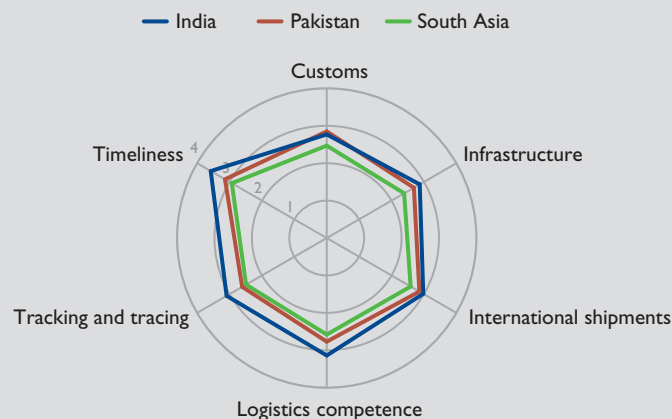 India Pakistan South Asia
Customs
Timeliness 4 Infrastructure
3
2
1
Tracking and tracing International shipments
Logistics competence